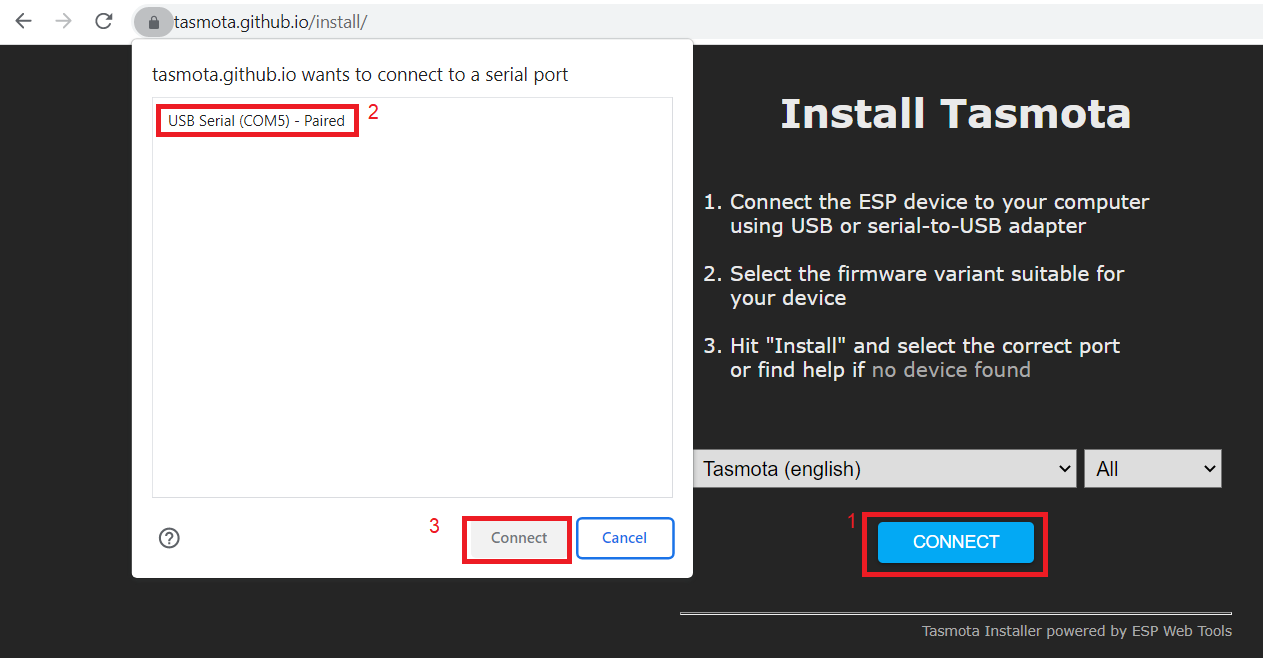 tasmota.github.io/install/
tasmota.github.io wants to connect to a serial port
USB Serial (COM5) - Paired
2
3
Connect
Cancel
Install Tasmota
1. Connect the ESP device to your computer
using USB or serial-to-USB adapter
2. Select the firmware variant suitable for
your device
3. Hit "Install" and select the correct port
or find help if no device found
Tasmota (english)
All
1
CONNECT
Tasmota Installer powered by ESP Web Tools